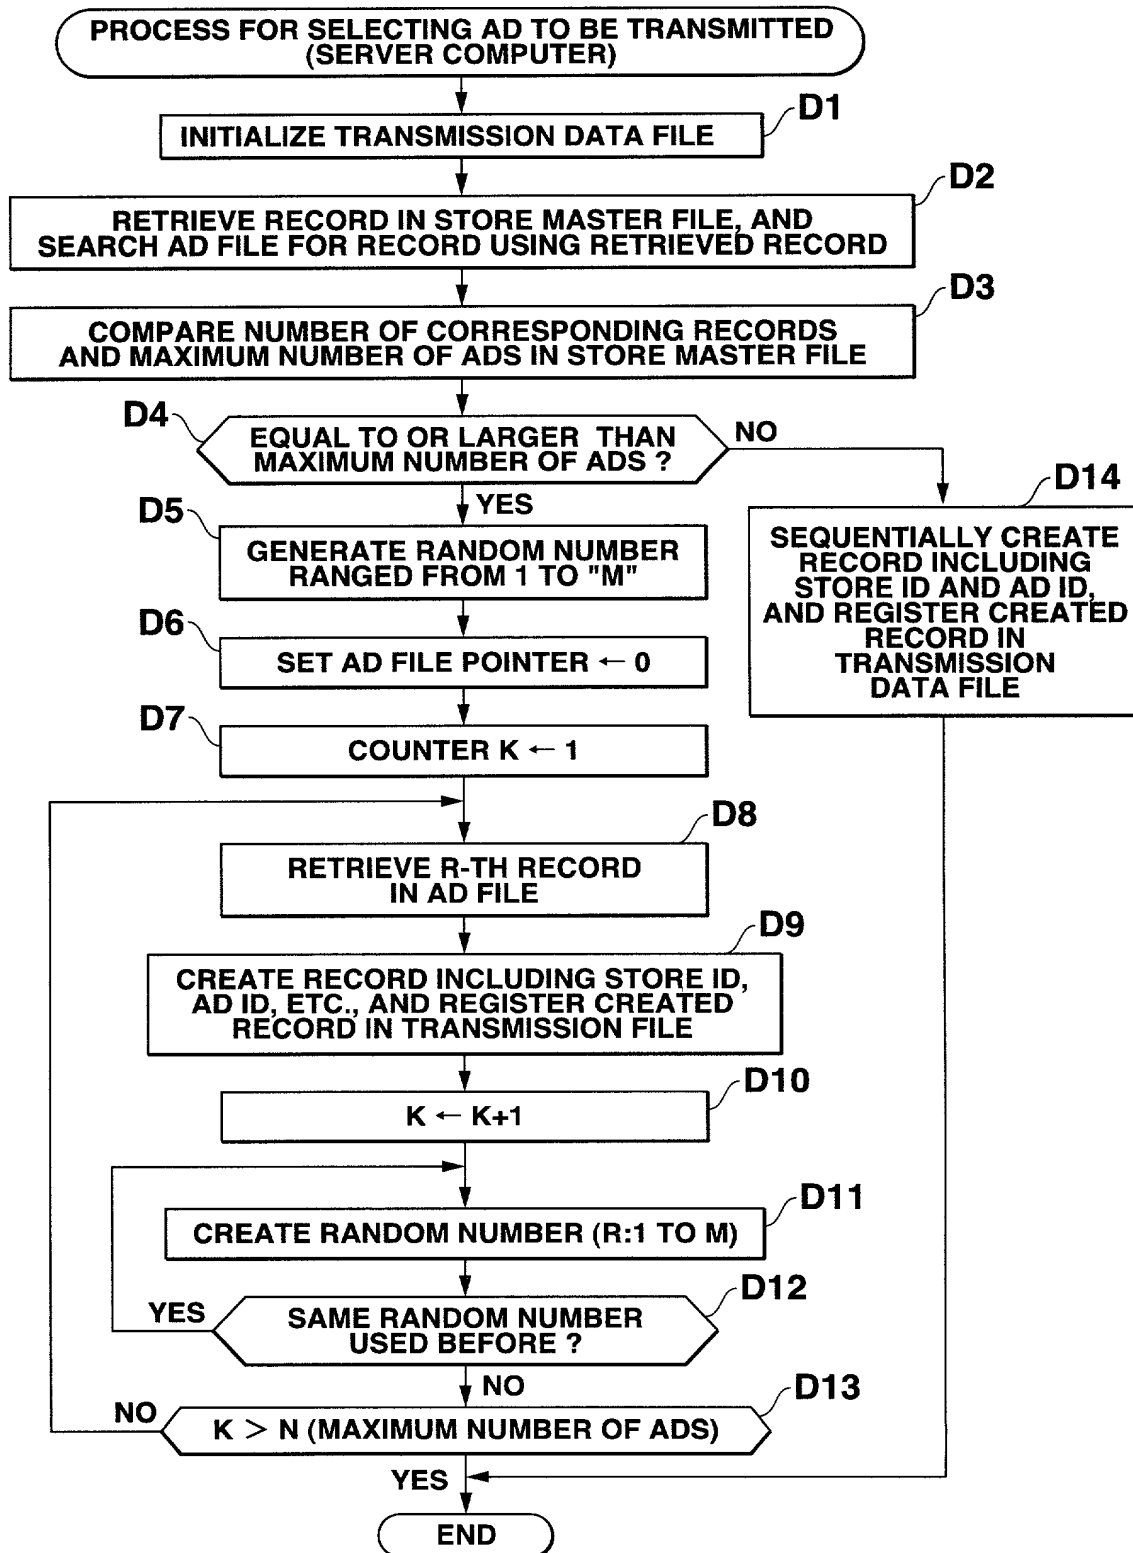 PROCESS FOR SELECTING AD TO BE TRANSMITTED
(SERVER COMPUTER)
D1
INITIALIZE TRANSMISSION DATA FILE
D2
RETRIEVE RECORD IN STORE MASTER FILE, AND
SEARCH AD FILE FOR RECORD USING RETRIEVED RECORD
D3
COMPARE NUMBER OF CORRESPONDING RECORDS
AND MAXIMUM NUMBER OF ADS IN STORE MASTER FILE
D4
EQUAL TO OR LARGER THAN
MAXIMUM NUMBER OF ADS ?
NO
YES
D14
SEQUENTIALLY CREATE
RECORD INCLUDING
STORE ID AND AD ID,
AND REGISTER CREATED
RECORD IN
TRANSMISSION
DATA FILE
D5
GENERATE RANDOM NUMBER
RANGED FROM 1 TO "M"
D6
SET AD FILE POINTER ← 0
D7
COUNTER K ← 1
D8
RETRIEVE R-TH RECORD
IN AD FILE
D9
CREATE RECORD INCLUDING STORE ID,
AD ID, ETC., AND REGISTER CREATED
RECORD IN TRANSMISSION FILE
D10
K ← K+1
D11
CREATE RANDOM NUMBER (R:1 TO M)
D12
YES
SAME RANDOM NUMBER
USED BEFORE ?
NO
D13
NO
K > N (MAXIMUM NUMBER OF ADS)
YES
END